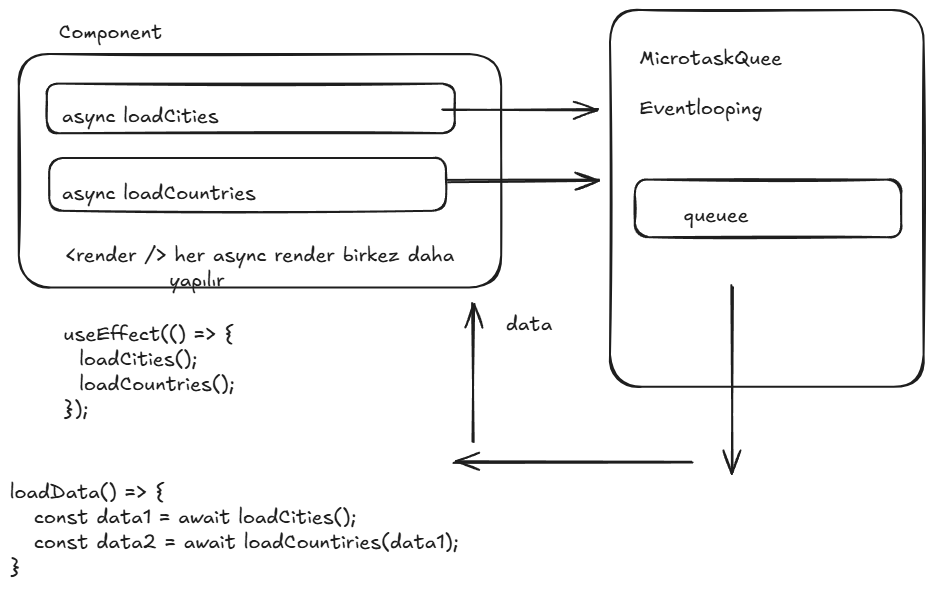 Component
async loadCities
async loadCountries
<render /> her async render birkez daha
yapılır
MicrotaskQuee
Eventlooping
queuee
data
useEffect(() => {
loadCities();
loadCountries();
});
loadData() => {
const data1 = await loadCities();
const data2 = await loadCountiries(data1);
}